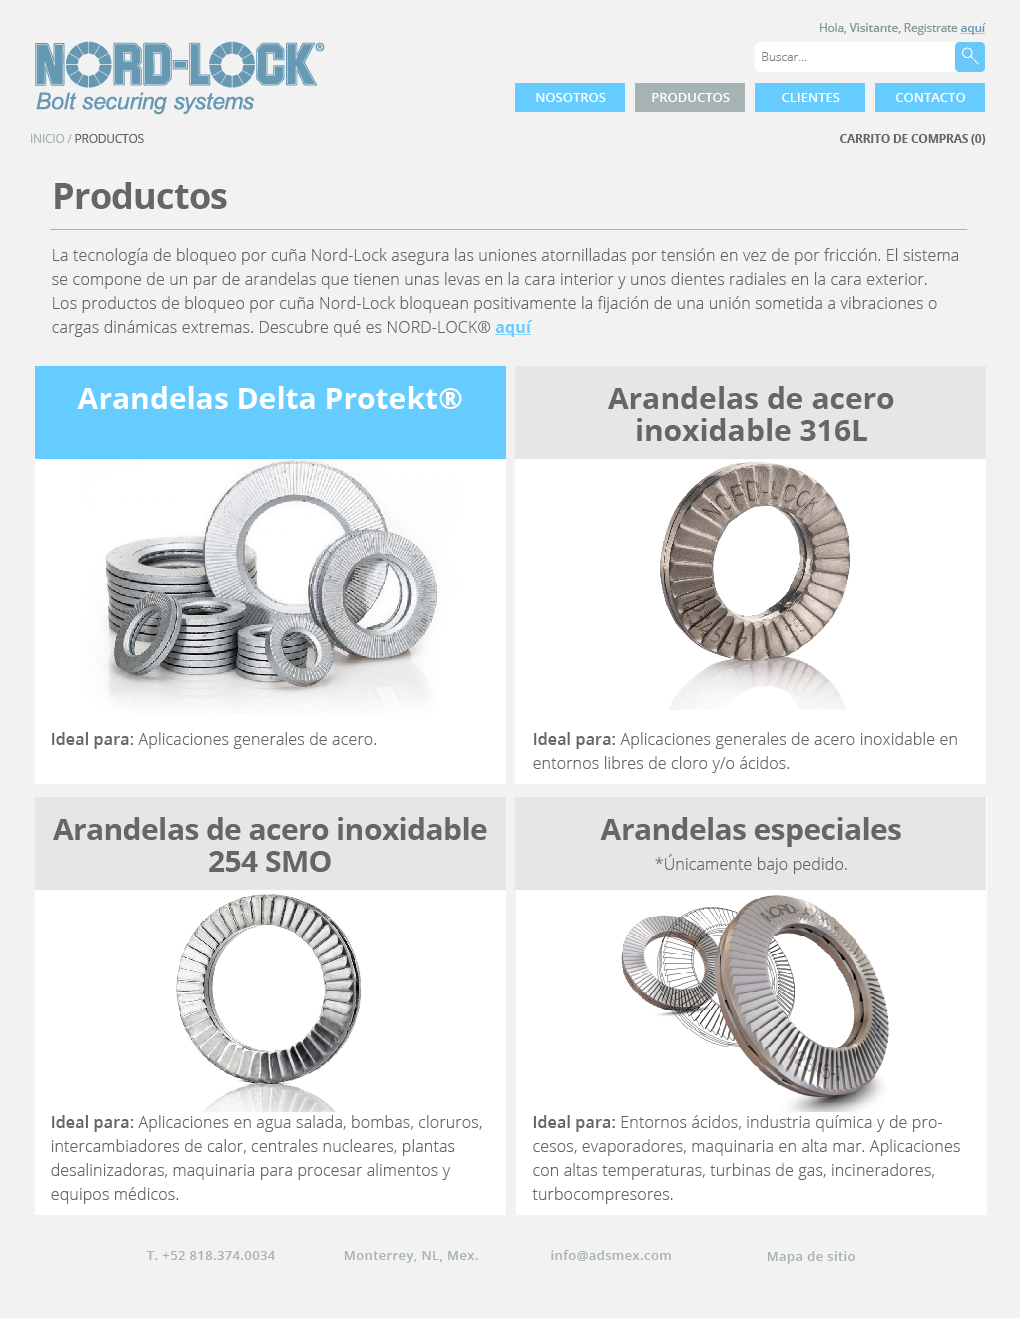 Hola, Visitante, Registrate aquí
NORD-LOCK®
Bolt securing systems
Buscar...
NOSOTROS
PRODUCTOS
CLIENTES
CONTACTO
INICIO / PRODUCTOS
CARRITO DE COMPRAS (0)
Productos
La tecnología de bloqueo por cuña Nord-Lock asegura las uniones atornilladas por tensión en vez de por fricción. El sistema
se compone de un par de arandelas que tienen unas levas en la cara interior y unos dientes radiales en la cara exterior.
Los productos de bloqueo por cuña Nord-Lock bloquean positivamente la fijación de una unión sometida a vibraciones o
cargas dinámicas extremas. Descubre qué es NORD-LOCK® aquí
Arandelas Delta Protekt®
Arandelas de acero
inoxidable 316L
NORD-LOCK
Ideal para: Aplicaciones generales de acero.
Ideal para: Aplicaciones generales de acero inoxidable en
entornos libres de cloro y/o ácidos.
Arandelas de acero inoxidable
254 SMO
Arandelas especiales
*Únicamente bajo pedido.
NORD-LOCK
Ideal para: Aplicaciones en agua salada, bombas, cloruros,
intercambiadores de calor, centrales nucleares, plantas
desalinizadoras, maquinaria para procesar alimentos y
equipos médicos.
Ideal para: Entornos ácidos, industria química y de pro-
cesos, evaporadores, maquinaria en alta mar. Aplicaciones
con altas temperaturas, turbinas de gas, incineradores,
turbocompresores.
T. +52 818.374.0034
Monterrey, NL, Mex.
info@adsmex.com
Mapa de sitio